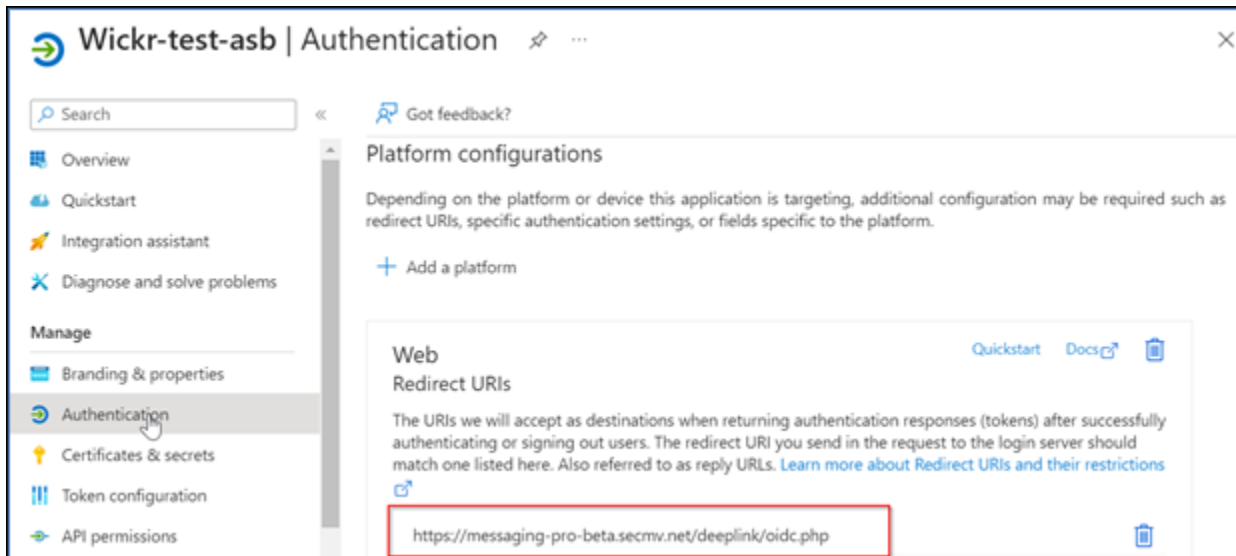 Wickr-test-asb | Authentication
Search
Got feedback?
Overview
Quickstart
Integration assistant
Diagnose and solve problems
Manage
Branding & properties
Authentication
Certificates & secrets
Token configuration
API permissions
Platform configurations
Depending on the platform or device this application is targeting, additional configuration may be required such as
redirect URIs, specific authentication settings, or fields specific to the platform.
Add a platform
Web
Quickstart Docs
Redirect URIs
The URIs we will accept as destinations when returning authentication responses (tokens) after successfully
authenticating or signing out users. The redirect URI you send in the request to the login server should
match one listed here. Also referred to as reply URLs. Learn more about Redirect URIs and their restrictions
https://messaging-pro-beta.secmv.net/deeplink/oidc.php